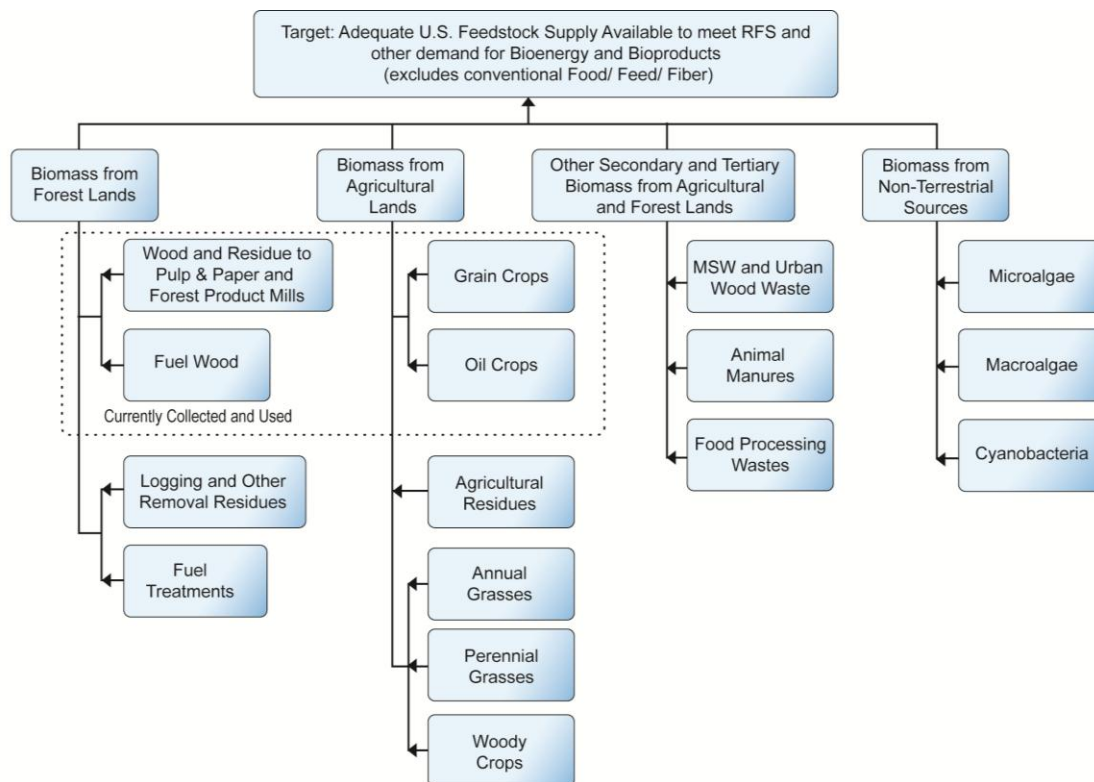 Target: Adequate U.S. Feedstock Supply Available to meet RFS and
other demand for Bioenergy and Bioproducts
(excludes conventional Food/ Feed/ Fiber)
Biomass from
Forest Lands
Biomass from
Agricultural
Lands
Other Secondary and Tertiary
Biomass from Agricultural
and Forest Lands
Biomass from
Non-Terrestrial
Sources
Wood and Residue to
Pulp & Paper and
Forest Product Mills
Fuel Wood
Currently Collected and Used
Logging and Other
Removal Residues
Fuel
Treatments
Grain Crops
Oil Crops
Agricultural
Residues
Annual
Grasses
Perennial
Grasses
Woody
Crops
MSW and Urban
Wood Waste
Animal
Manures
Food Processing
Wastes
Microalgae
Macroalgae
Cyanobacteria